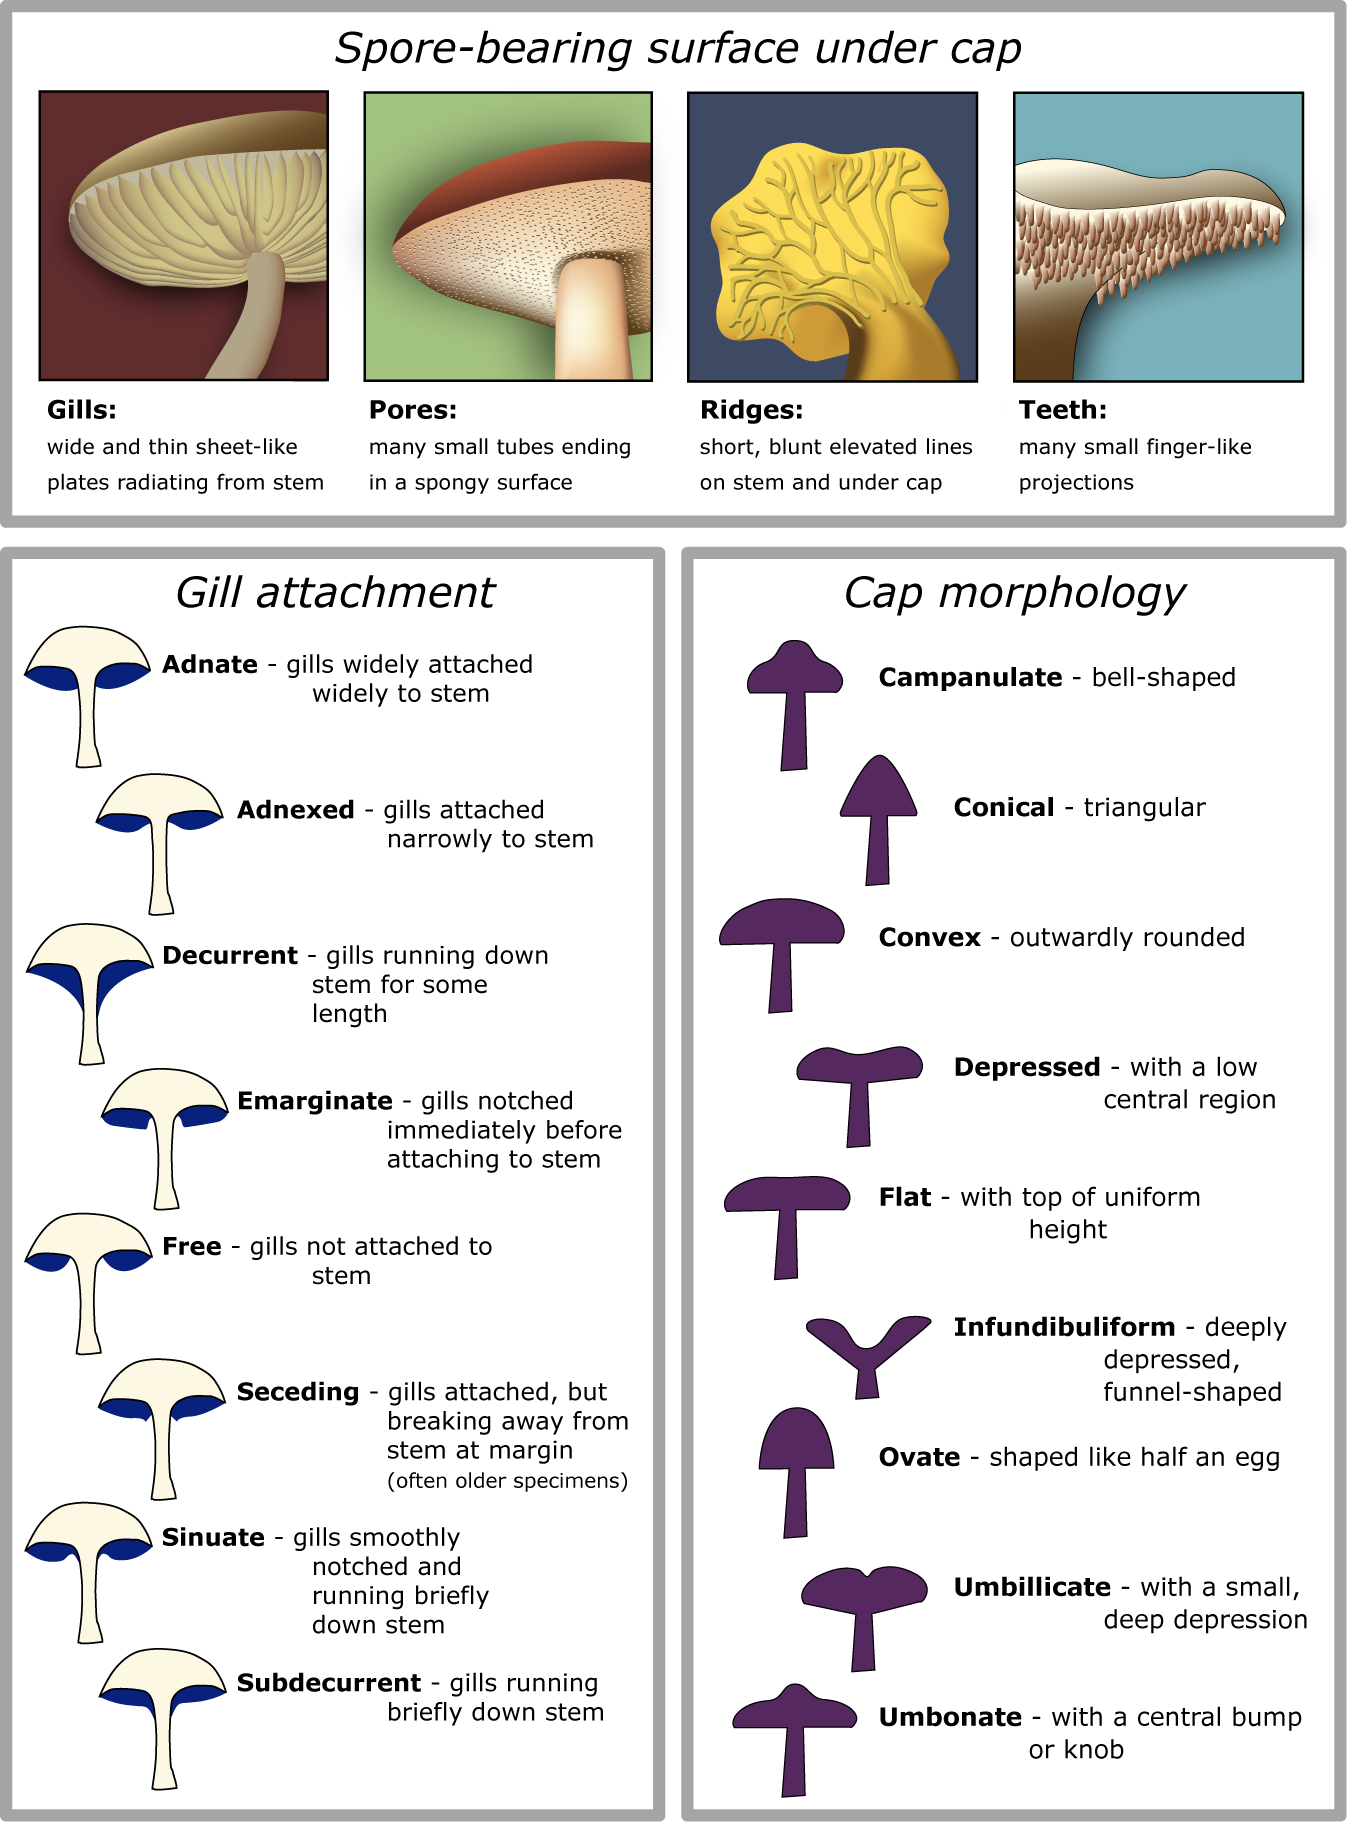 Spore-bearing surface under cap
Gills:
wide and thin sheet-like
plates radiating from stem
Pores:
many small tubes ending
in a spongy surface
Ridges:
short, blunt elevated lines
on stem and under cap
Teeth:
many small finger-like
projections
Gill attachment
Adnate - gills widely attached
widely to stem
Adnexed - gills attached
narrowly to stem
Decurrent - gills running down
stem for some
length
Emarginate - gills notched
immediately before
attaching to stem
Free - gills not attached to
stem
Seceding - gills attached, but
breaking away from
stem at margin
(often older specimens)
Sinuate - gills smoothly
notched and
running briefly
down stem
Subdecurrent - gills running
briefly down stem
Cap morphology
Campanulate - bell-shaped
Conical - triangular
Convex - outwardly rounded
Depressed - with a low
central region
Flat - with top of uniform
height
Infundibuliform - deeply
depressed,
funnel-shaped
Ovate - shaped like half an egg
Umbillicate - with a small,
deep depression
Umbonate - with a central bump
or knob